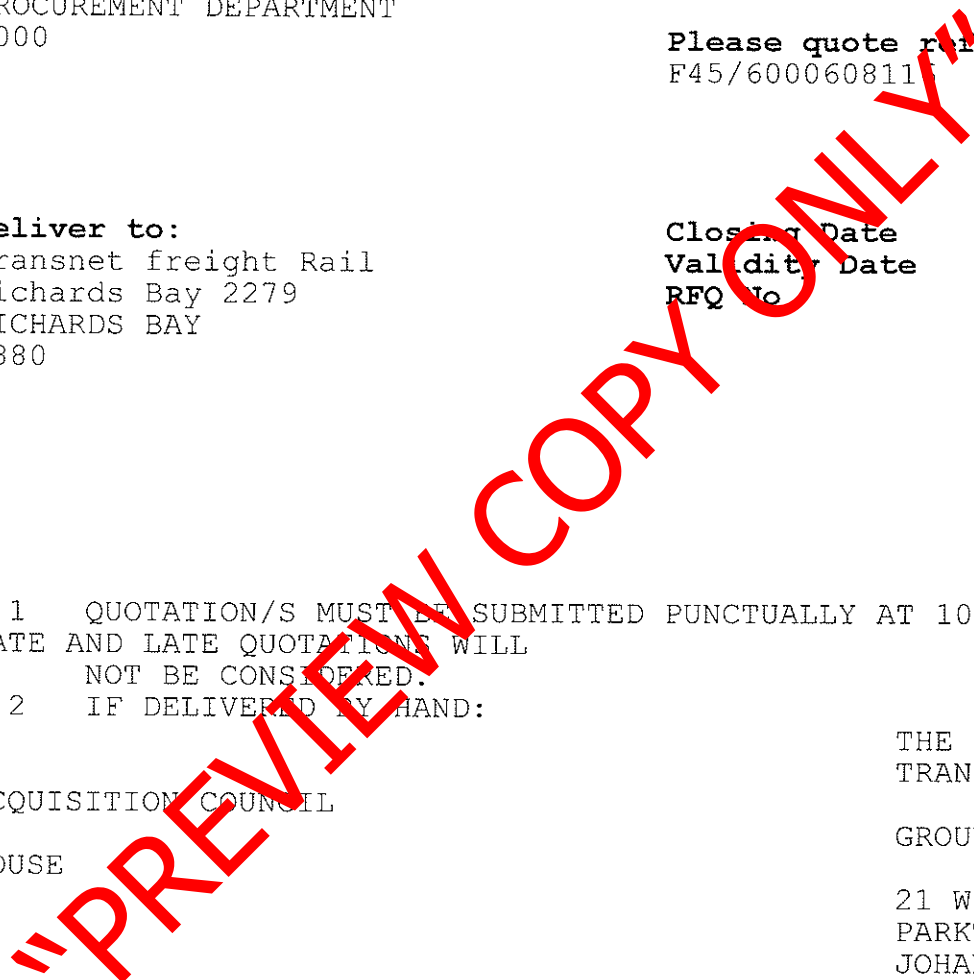 ROCUREMENT DEPARTMENT
000
Please quote ref
F45/6000608116
eliver to:
ransnet freight Rail
ichards Bay 2279
ICHARDS BAY
880
Closing Date
Validity Date
RFQ No
1 QUOTATION/S MUST BE SUBMITTED PUNCTUALLY AT 10
ATE AND LATE QUOTATIONS WILL
NOT BE CONSIDERED.
2 IF DELIVERED BY HAND:
THE
TRAN
CQUISITION COUNCIL
GROU
OUSE
21 W
PARK
JOHA
"PREVIEW COPY ONLY"